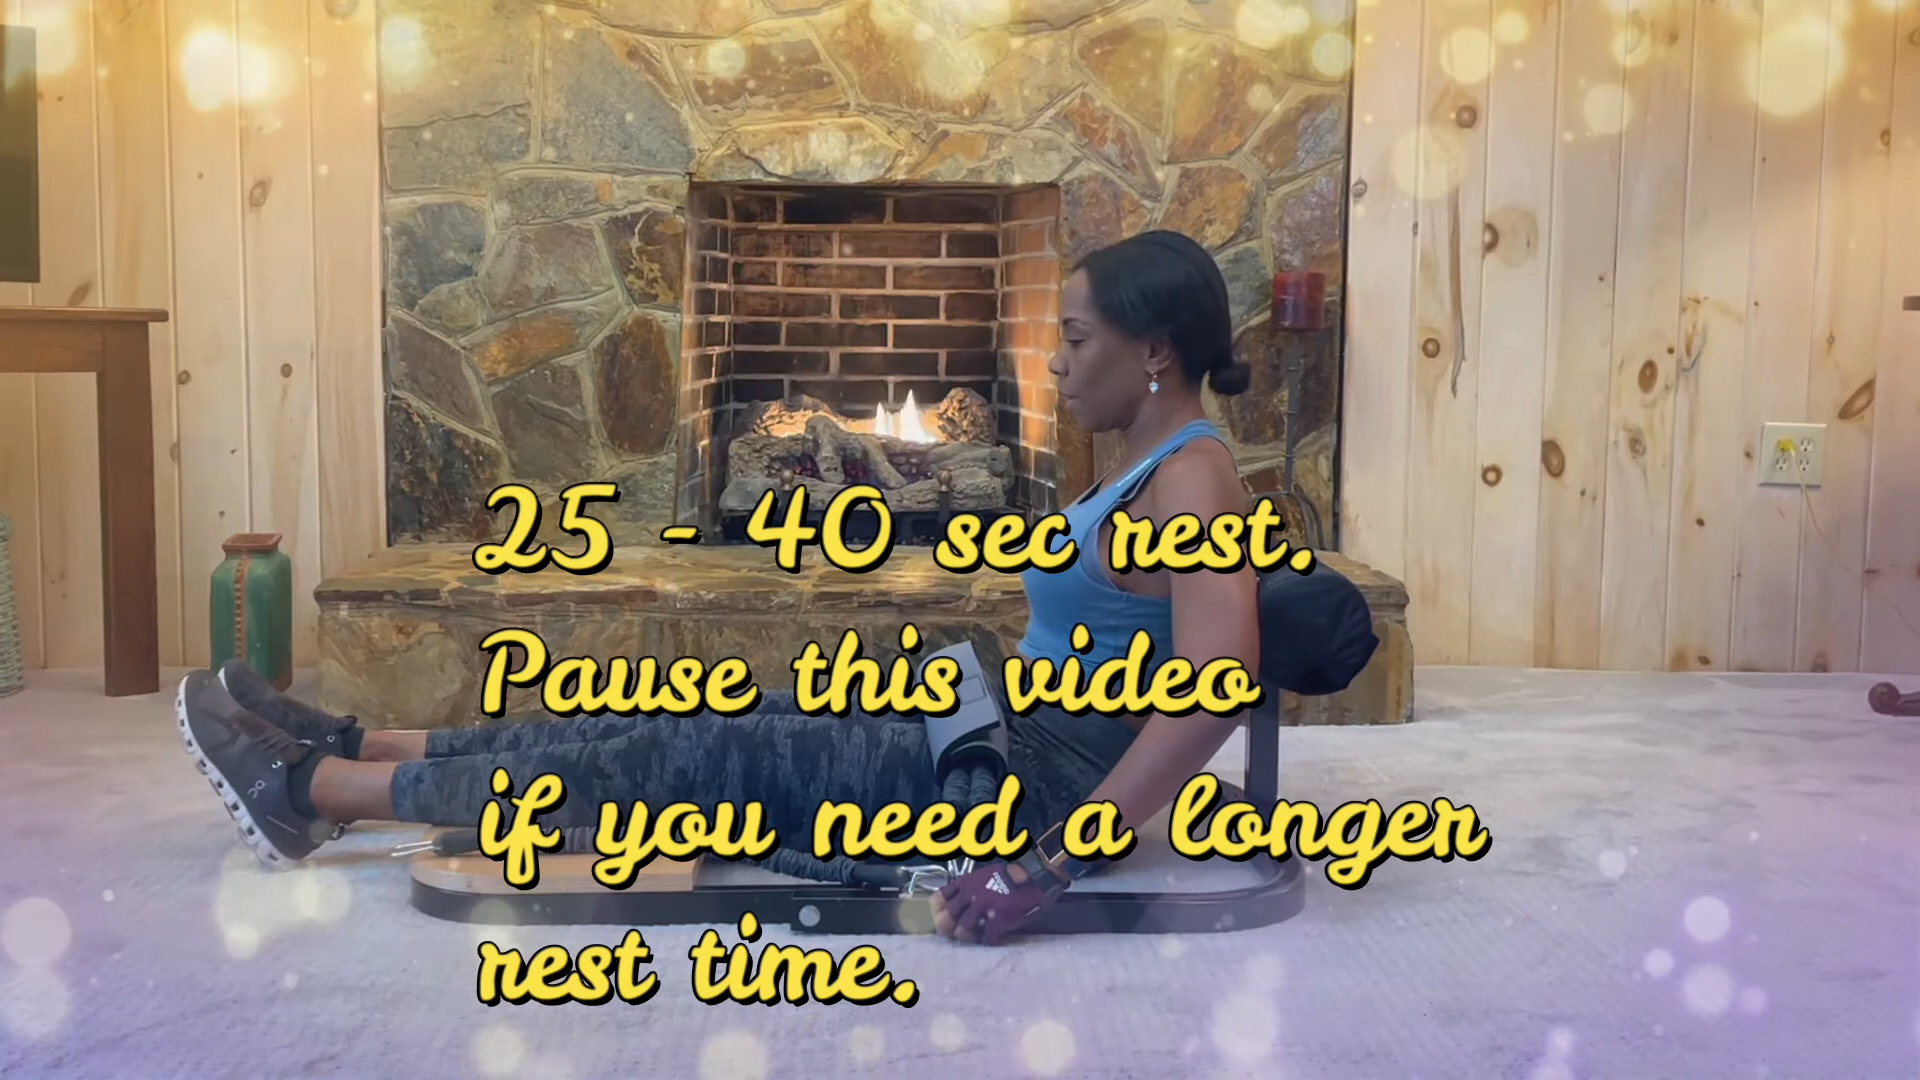 25 - 40 sec rest.
Pause this video
if you need a longer
rest time.